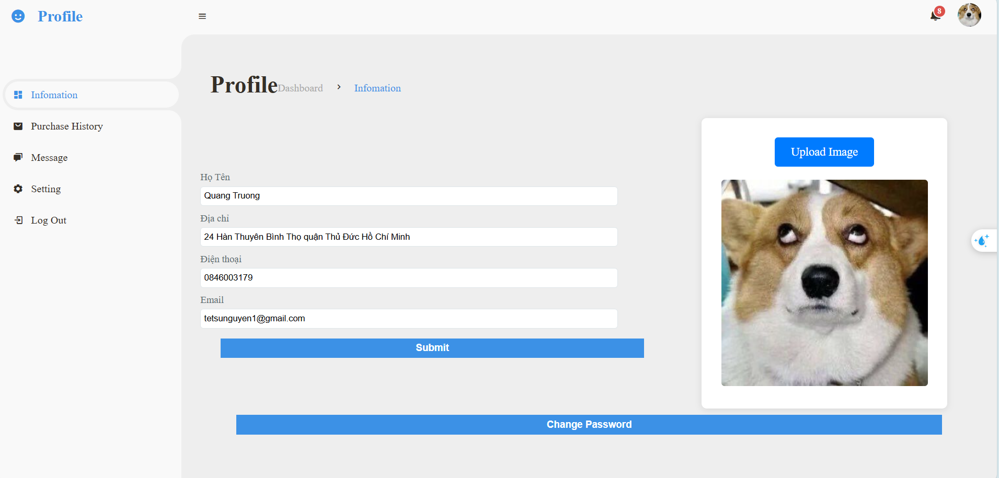 Profile
8
Infomation
Purchase History
Message
Setting
Log Out
Profile
Dashboard
Infomation
Họ Tên
Quang Truong
Địa chỉ
24 Hàn Thuyên Bình Thọ quận Thủ Đức Hồ Chí Minh
Điện thoại
0846003179
Email
tetsunguyen1@gmail.com
Submit
Upload Image
Change Password